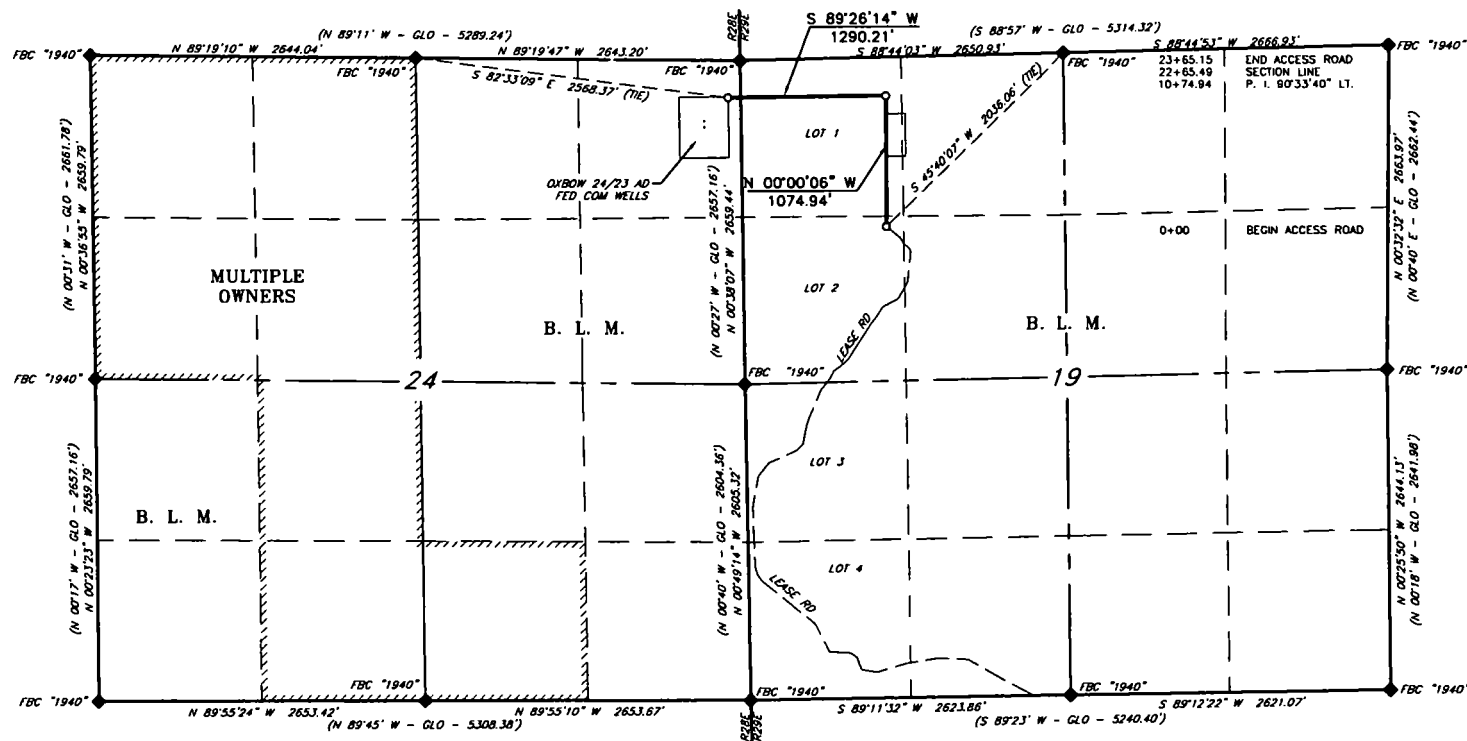 (N 89°11' W - GLO - 5289.24')
R28E
R29E
S 89°26'14" W
1290.21'
(S 88°57' W - GLO - 5314.32')
FBC "1940"
N 89°19'10" W 2644.04'
FBC "1940"
N 89°19'47" W 2643.20'
FBC "1940"
S 88°44'03" W 2650.93'
FBC "1940"
S 88°44'53" W 2666.93'
FBC "1940"
23+65.15 END ACCESS ROAD
22+65.49 SECTION LINE
10+74.94 P. I. 90°33'40" LT.
S 82°33'09" E 2568.37' (TIE)
S 45°40'07" W 2036.06' (TIE)
LOT 1
OXBOW 24/23 AD
FED COM WELLS
N 00°00'06" W
1074.94'
(N 00°31' W - GLO - 2661.78')
N 00°36'55" W 2659.79'
(N 00°27' W - GLO - 2657.16')
N 00°38'07" W 2659.44'
N 00°32'32" E 2663.97'
(N 00°40' E - GLO - 2662.44')
0+00 BEGIN ACCESS ROAD
MULTIPLE
OWNERS
LOT 2
B. L. M.
B. L. M.
LEASE RD
FBC "1940"
24
FBC "1940"
19
FBC "1940"
LOT 3
B. L. M.
LOT 4
LEASE RD
(N 00°17' W - GLO - 2657.16')
N 00°23'23" W 2659.79'
(N 00°40' W - GLO - 2604.36')
N 00°49'14" W 2605.32'
N 00°25'50" W 2644.13'
(N 00°18' W - GLO - 2641.98')
FBC "1940"
FBC "1940"
FBC "1940"
FBC "1940"
FBC "1940"
N 89°55'24" W 2653.42'
N 89°55'10" W 2653.67'
S 89°11'32" W 2623.86'
S 89°12'22" W 2621.07'
(N 89°45' W - GLO - 5308.38')
(S 89°23' W - GLO - 5240.40')
R28E
R29E